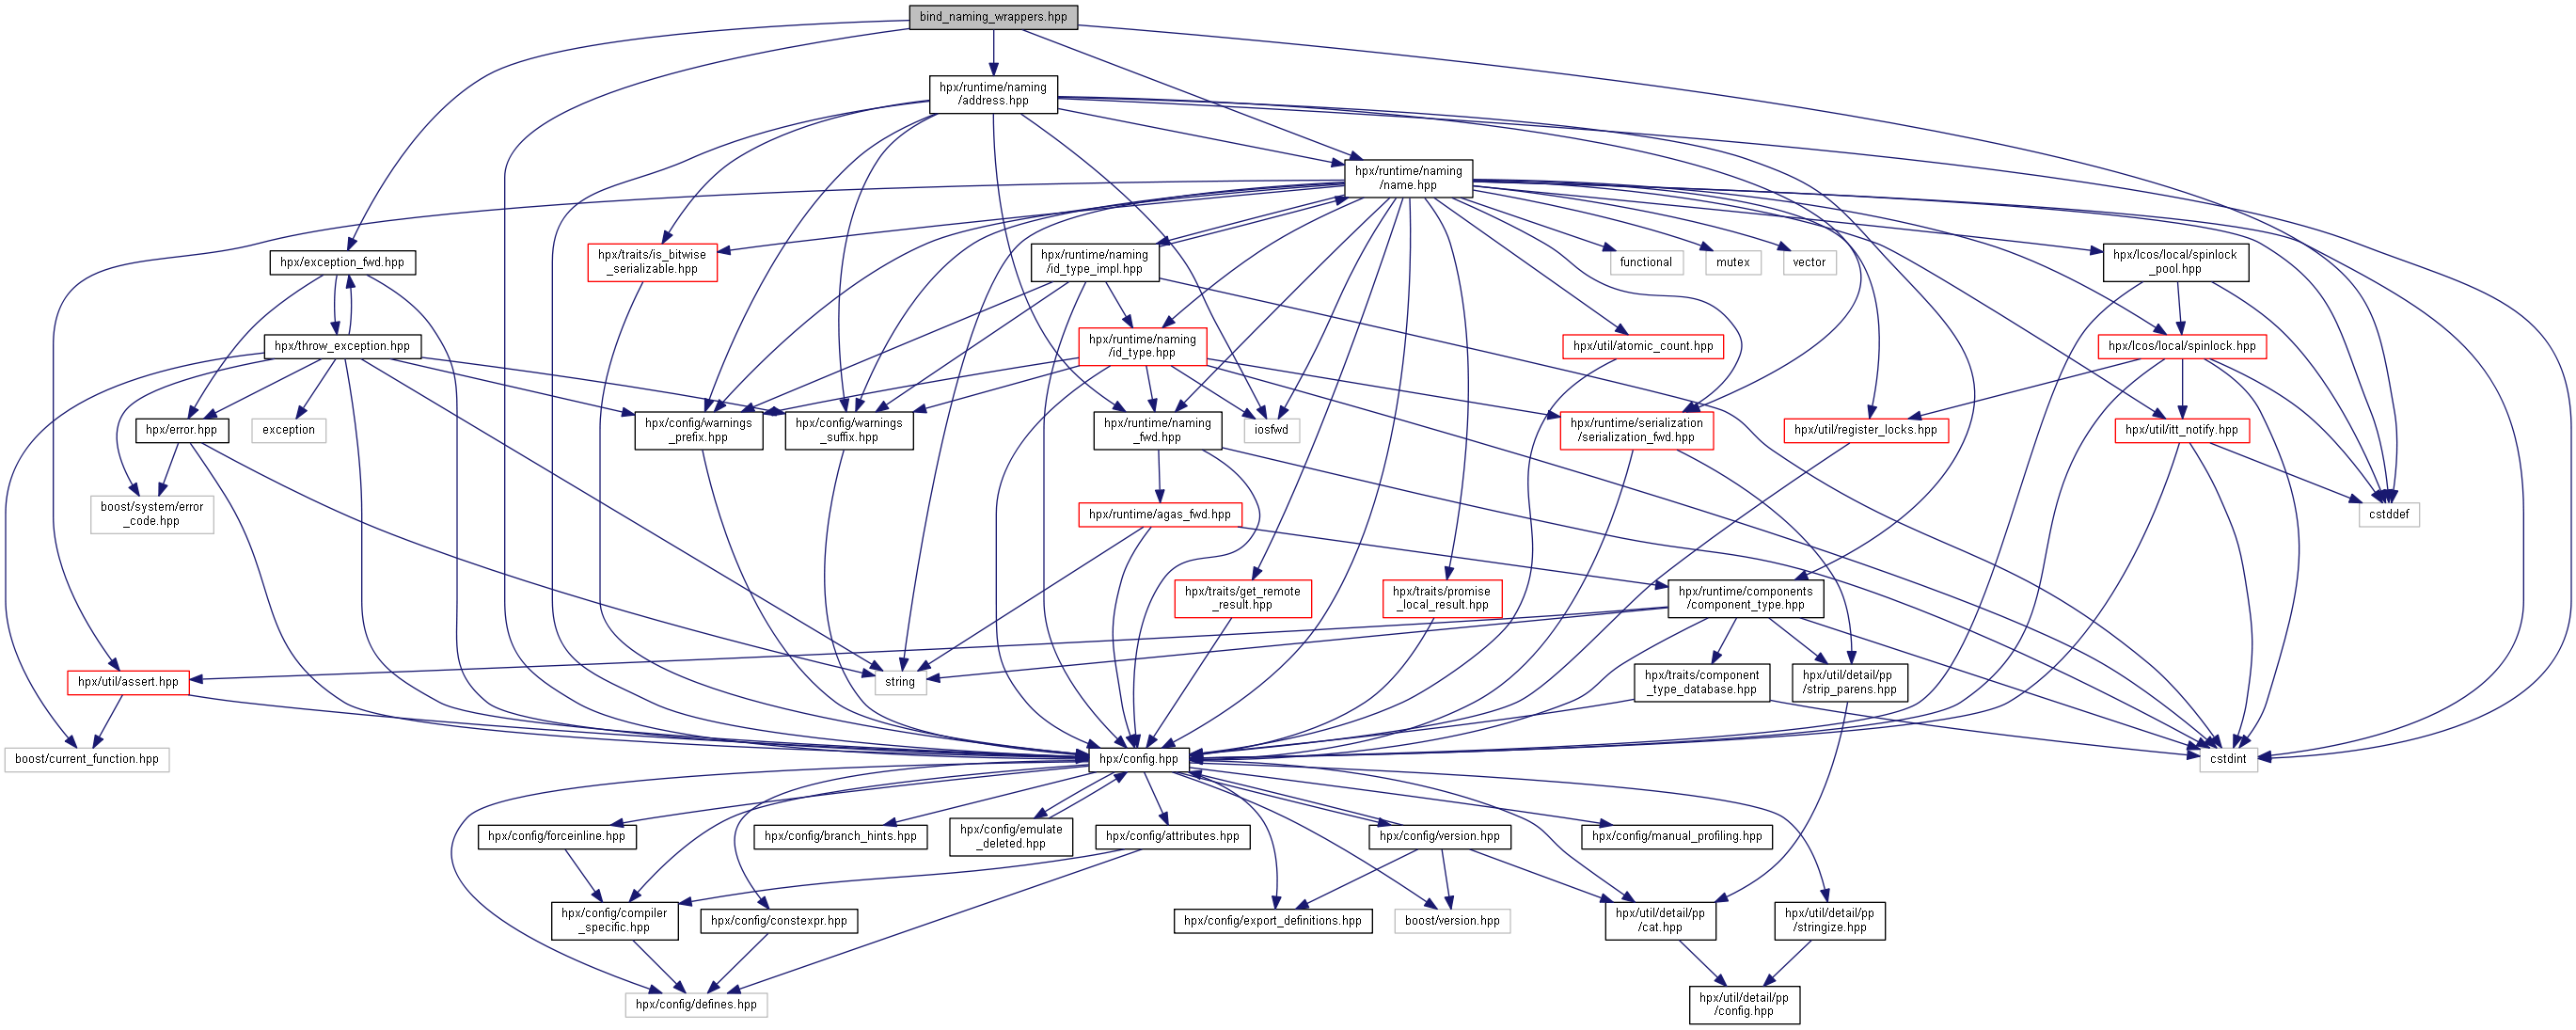 bind_naming_wrappers.hpp
hpx/runtime/naming
/address.hpp
hpx/runtime/naming
/name.hpp
hpx/exception_fwd.hpp
hpx/traits/is_bitwise
_serializable.hpp
hpx/runtime/naming
/id_type_impl.hpp
functional
mutex
vector
hpx/lcos/local/spinlock
_pool.hpp
hpx/throw_exception.hpp
hpx/runtime/naming
/id_type.hpp
hpx/util/atomic_count.hpp
hpx/lcos/local/spinlock.hpp
hpx/error.hpp
exception
hpx/config/warnings
_prefix.hpp
hpx/config/warnings
_suffix.hpp
hpx/runtime/naming
_fwd.hpp
iosfwd
hpx/runtime/serialization
/serialization_fwd.hpp
hpx/util/register_locks.hpp
hpx/util/itt_notify.hpp
boost/system/error
_code.hpp
hpx/runtime/agas_fwd.hpp
cstddef
hpx/traits/get_remote
_result.hpp
hpx/traits/promise
_local_result.hpp
hpx/runtime/components
/component_type.hpp
hpx/util/assert.hpp
string
hpx/traits/component
_type_database.hpp
hpx/util/detail/pp
/strip_parens.hpp
boost/current_function.hpp
hpx/config.hpp
cstdint
hpx/config/forceinline.hpp
hpx/config/branch_hints.hpp
hpx/config/emulate
_deleted.hpp
hpx/config/attributes.hpp
hpx/config/version.hpp
hpx/config/manual_profiling.hpp
hpx/config/compiler
_specific.hpp
hpx/config/constexpr.hpp
hpx/config/export_definitions.hpp
boost/version.hpp
hpx/util/detail/pp
/cat.hpp
hpx/util/detail/pp
/stringize.hpp
hpx/config/defines.hpp
hpx/util/detail/pp
/config.hpp